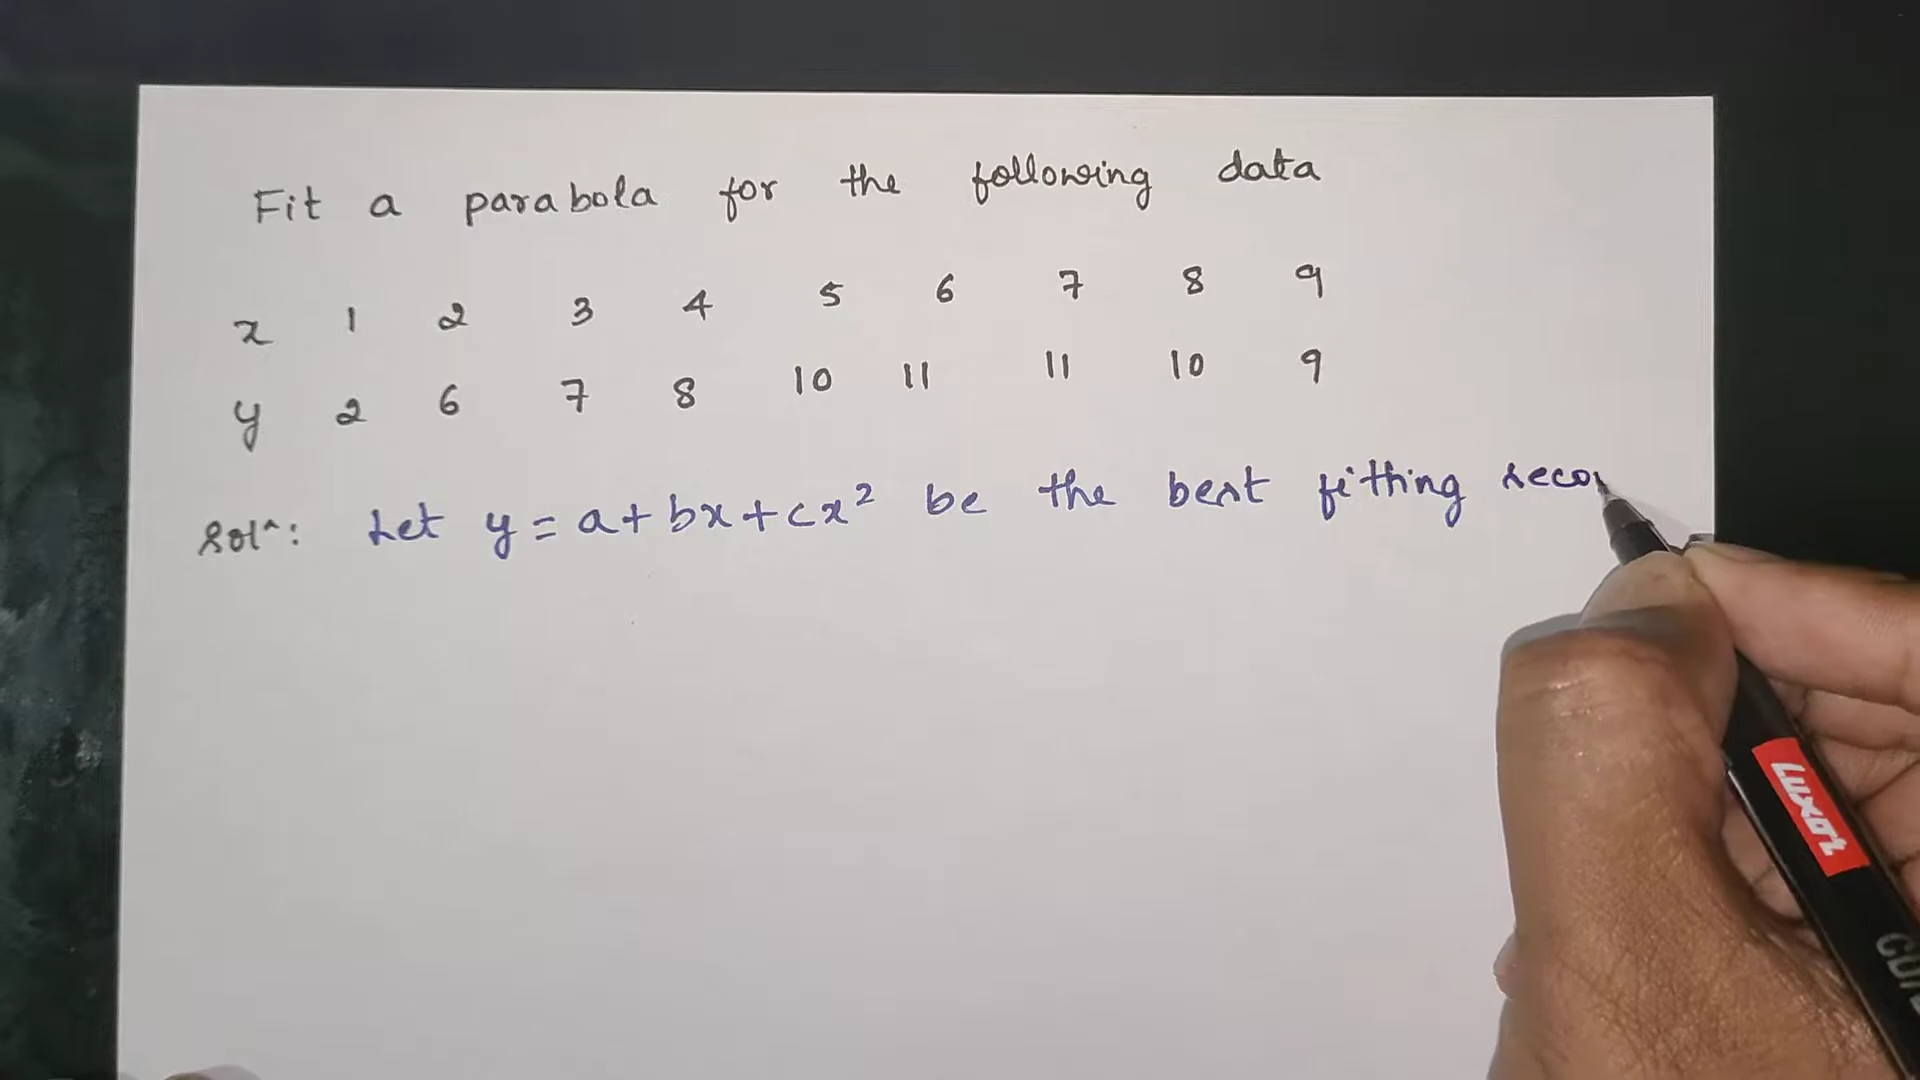 Fit a parabola for the following data
x 1 2 3 4 5 6 7 8 9
y 2 6 7 8 10 11 11 10 9
Solⁿ: Let y = a + bx + cx² be the best fitting secon
LUXOR